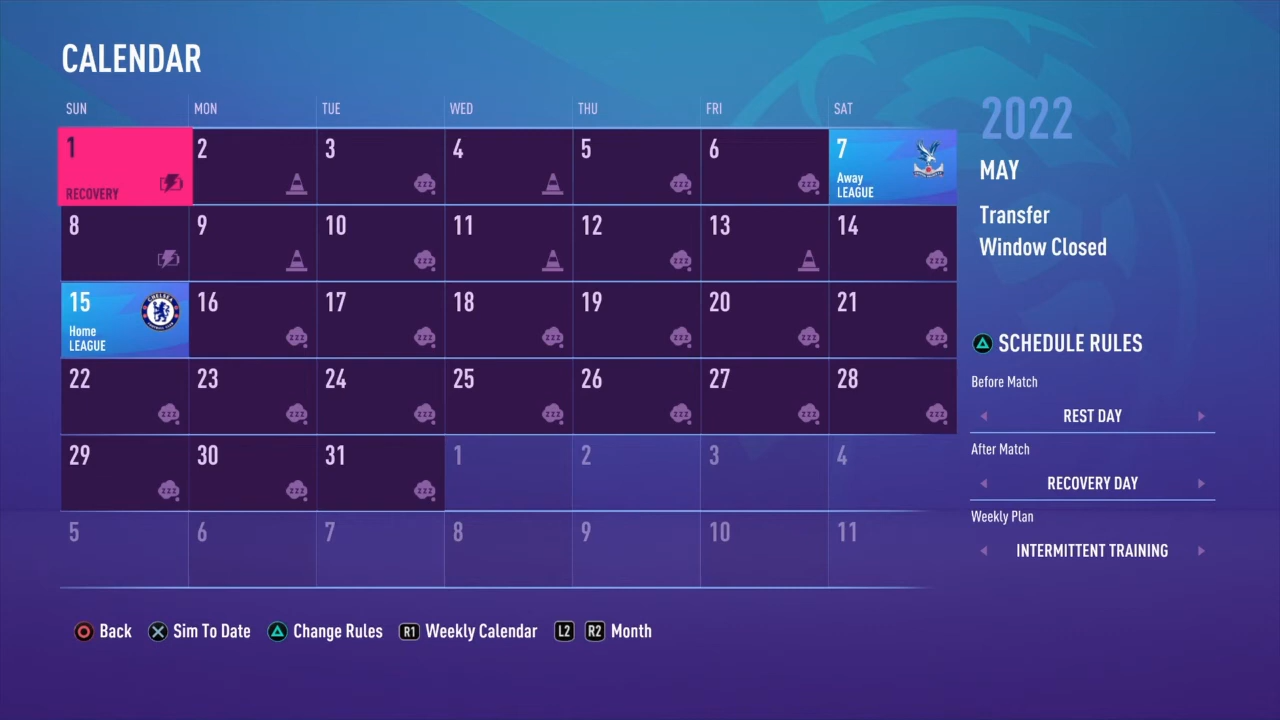 CALENDAR
SUN MON TUE WED THU FRI SAT
2022
MAY
Transfer
Window Closed
1 2 3 4 5 6 7
RECOVERY
Away
LEAGUE
8 9 10 11 12 13 14
15 16 17 18 19 20 21
Home
LEAGUE
CHELSEA
22 23 24 25 26 27 28
29 30 31 1 2 3 4
5 6 7 8 9 10 11
SCHEDULE RULES
Before Match
REST DAY
After Match
RECOVERY DAY
Weekly Plan
INTERMITTENT TRAINING
Back Sim To Date Change Rules R1 Weekly Calendar L2 R2 Month